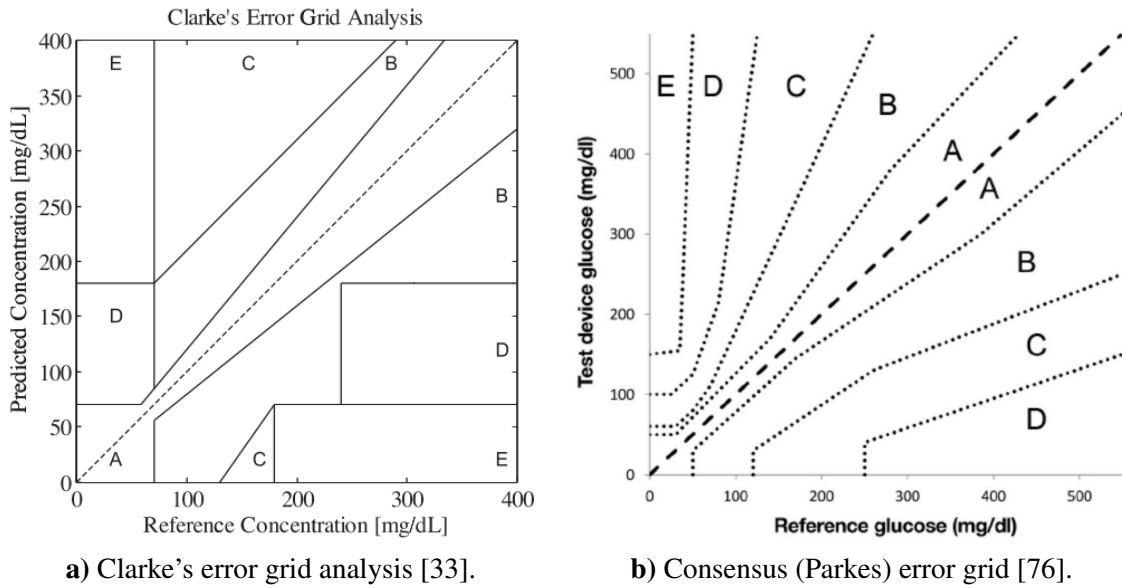 Clarke's Error Grid Analysis
400
350
300
250
200
150
100
50
0
Predicted Concentration [mg/dL]
E
C
B
B
D
D
A
C
E
0
100
200
300
400
Reference Concentration [mg/dL]
a) Clarke's error grid analysis [33].
500
400
300
200
100
0
Test device glucose (mg/dl)
E
D
C
B
A
A
B
C
D
0
100
200
300
400
500
Reference glucose (mg/dl)
b) Consensus (Parkes) error grid [76].